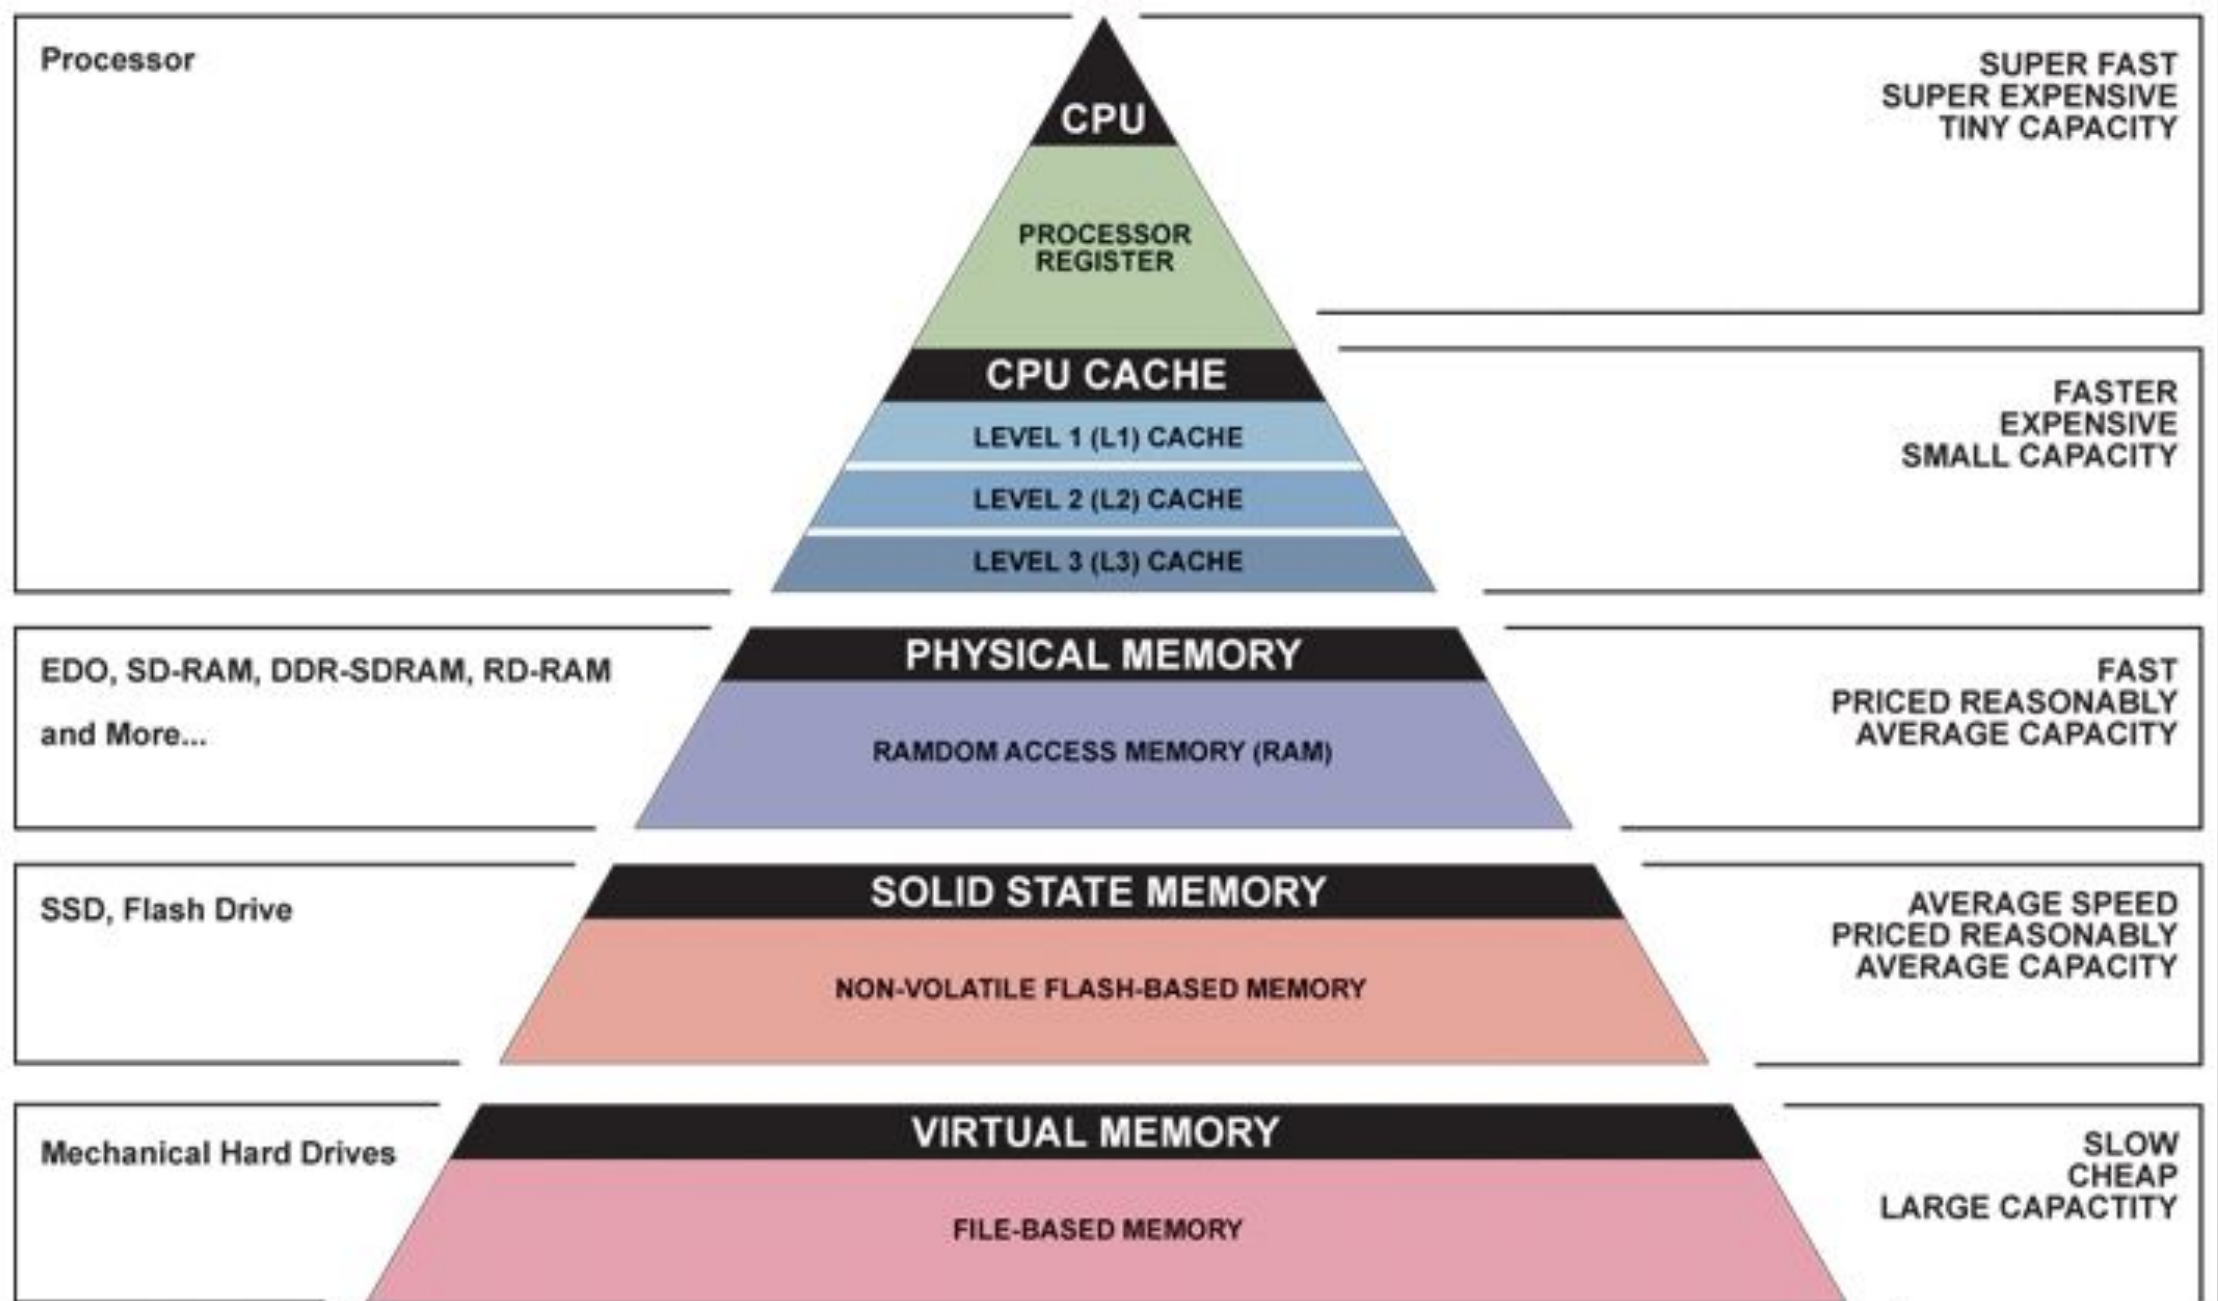 Processor
CPU
SUPER FAST
SUPER EXPENSIVE
TINY CAPACITY
PROCESSOR
REGISTER
CPU CACHE
LEVEL 1 (L1) CACHE
LEVEL 2 (L2) CACHE
LEVEL 3 (L3) CACHE
FASTER
EXPENSIVE
SMALL CAPACITY
EDO, SD-RAM, DDR-SDRAM, RD-RAM
and More...
PHYSICAL MEMORY
RAMDOM ACCESS MEMORY (RAM)
FAST
PRICED REASONABLY
AVERAGE CAPACITY
SSD, Flash Drive
SOLID STATE MEMORY
NON-VOLATILE FLASH-BASED MEMORY
AVERAGE SPEED
PRICED REASONABLY
AVERAGE CAPACITY
Mechanical Hard Drives
VIRTUAL MEMORY
FILE-BASED MEMORY
SLOW
CHEAP
LARGE CAPACTITY